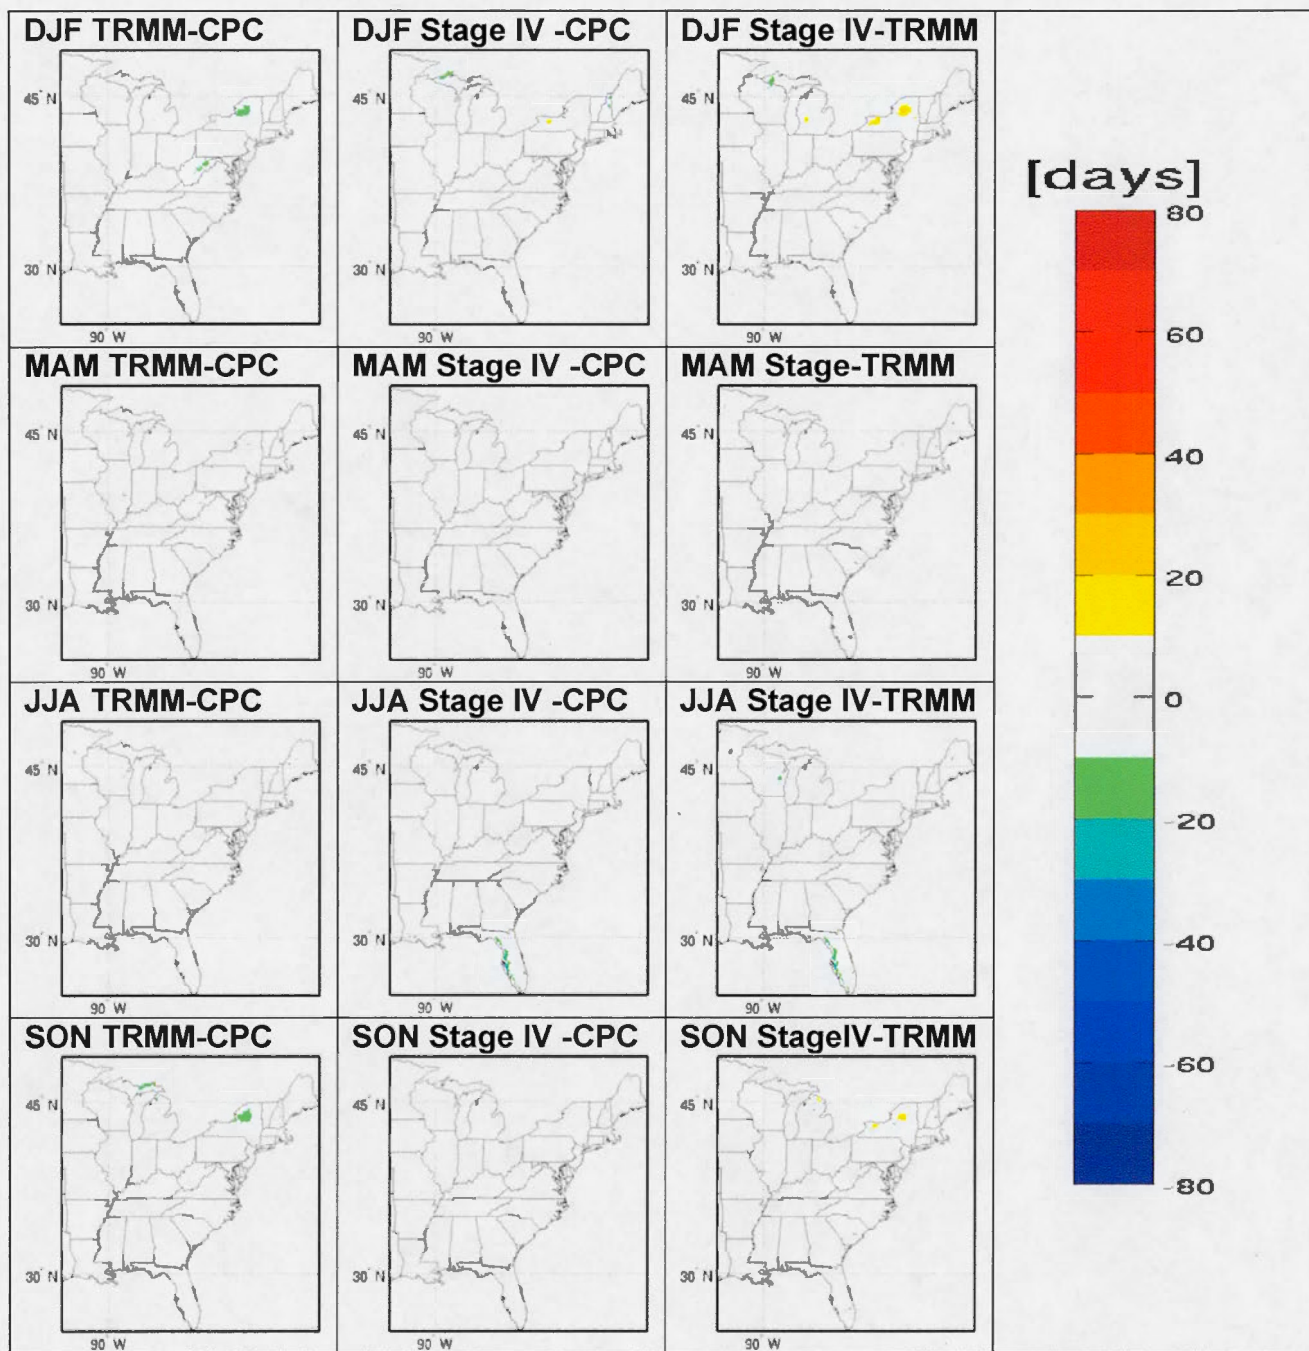 DJF TRMM-CPC
DJF Stage IV -CPC
DJF Stage IV-TRMM
45° N
30° N
90° W
45° N
30° N
90° W
45° N
30° N
90° W
MAM TRMM-CPC
MAM Stage IV -CPC
MAM Stage-TRMM
45° N
30° N
90° W
45° N
30° N
90° W
45° N
30° N
90° W
JJA TRMM-CPC
JJA Stage IV -CPC
JJA Stage IV-TRMM
45° N
30° N
90° W
45° N
30° N
90° W
45° N
30° N
90° W
SON TRMM-CPC
SON Stage IV -CPC
SON StageIV-TRMM
45° N
30° N
90° W
45° N
30° N
90° W
45° N
30° N
90° W
[days]
80
60
40
20
0
-20
-40
-60
-80